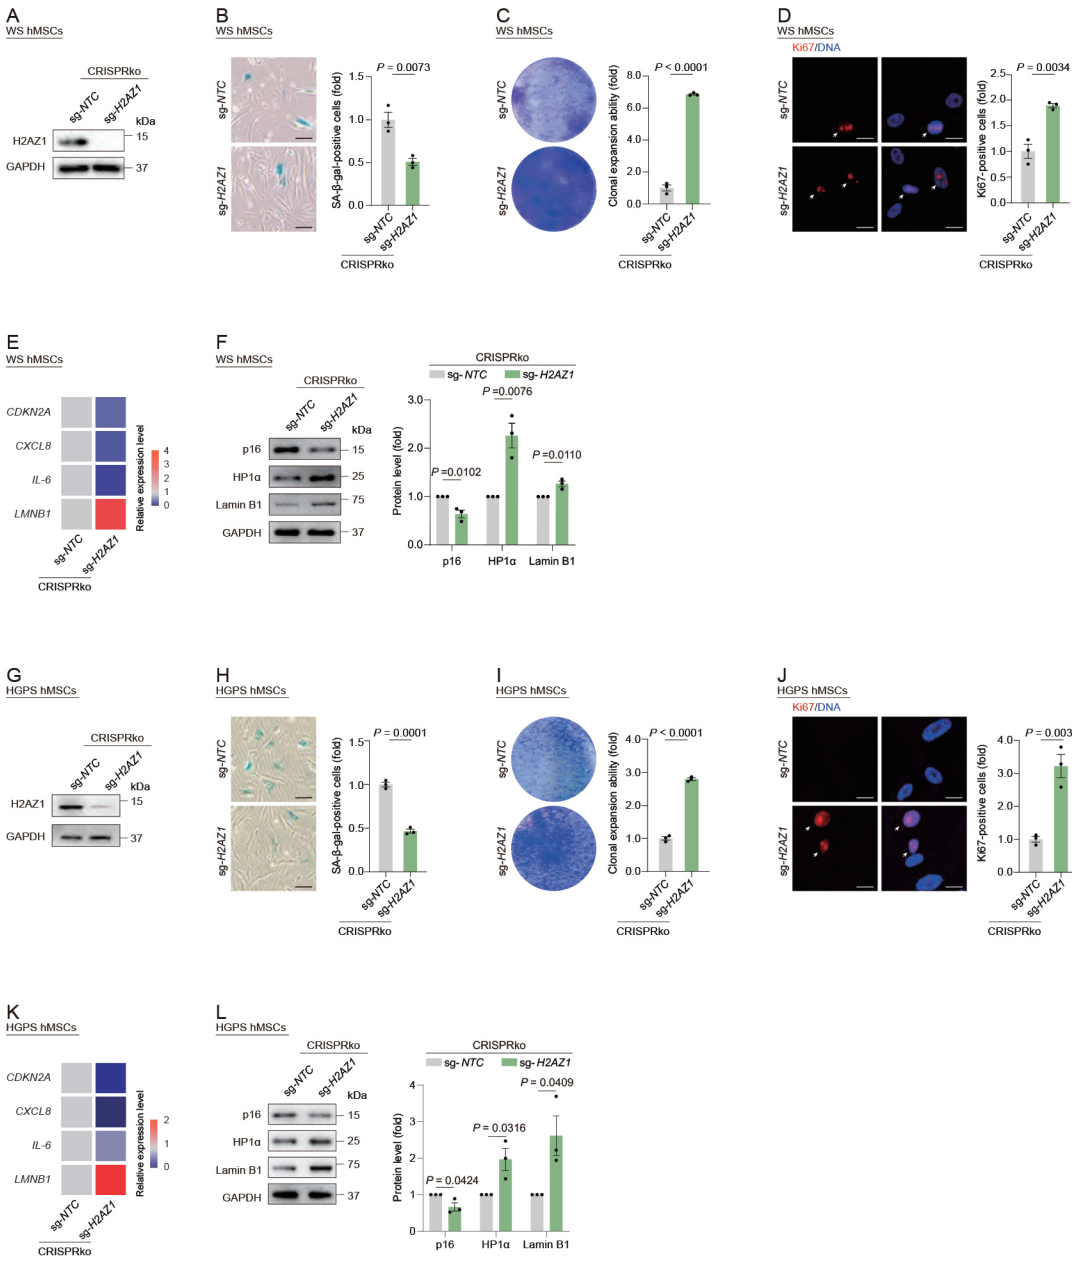 A
WS hMSCs
CRISPRko
sg-NTC
sg-H2AZ1
kDa
H2AZ1
15
GAPDH
37
B
WS hMSCs
sg-NTC
sg-H2AZ1
SA-β-gal-positive cells (fold)
P = 0.0073
1.5
1.0
0.5
0.0
sg-NTC
sg-H2AZ1
CRISPRko
C
WS hMSCs
sg-NTC
sg-H2AZ1
Clonal expansion ability (fold)
P < 0.0001
8.0
6.0
4.0
2.0
0.0
sg-NTC
sg-H2AZ1
CRISPRko
D
WS hMSCs
Ki67/DNA
sg-NTC
sg-H2AZ1
Ki67-positive cells (fold)
P = 0.0034
2.5
2.0
1.5
1.0
0.5
0.0
sg-NTC
sg-H2AZ1
CRISPRko
E
WS hMSCs
CDKN2A
CXCL8
IL-6
LMNB1
Relative expression level
4
3
2
1
0
sg-NTC
sg-H2AZ1
CRISPRko
F
WS hMSCs
CRISPRko
sg-NTC
sg-H2AZ1
kDa
p16
15
HP1α
25
Lamin B1
75
GAPDH
37
CRISPRko
sg-NTC
sg-H2AZ1
Protein level (fold)
3.0
2.0
1.0
0.0
P =0.0102
P =0.0076
P =0.0110
p16
HP1α
Lamin B1
G
HGPS hMSCs
CRISPRko
sg-NTC
sg-H2AZ1
kDa
H2AZ1
15
GAPDH
37
H
HGPS hMSCs
sg-NTC
sg-H2AZ1
SA-β-gal-positive cells (fold)
P = 0.0001
1.5
1.0
0.5
0.0
sg-NTC
sg-H2AZ1
CRISPRko
I
HGPS hMSCs
sg-NTC
sg-H2AZ1
Clonal expansion ability (fold)
P < 0.0001
4.0
3.0
2.0
1.0
0.0
sg-NTC
sg-H2AZ1
CRISPRko
J
HGPS hMSCs
Ki67/DNA
sg-NTC
sg-H2AZ1
Ki67-positive cells (fold)
P = 0.003
4.0
3.0
2.0
1.0
0.0
sg-NTC
sg-H2AZ1
CRISPRko
K
HGPS hMSCs
CDKN2A
CXCL8
IL-6
LMNB1
Relative expression level
2
1
0
sg-NTC
sg-H2AZ1
CRISPRko
L
HGPS hMSCs
CRISPRko
sg-NTC
sg-H2AZ1
kDa
p16
15
HP1α
25
Lamin B1
75
GAPDH
37
CRISPRko
sg-NTC
sg-H2AZ1
Protein level (fold)
4
2
1
0
P = 0.0424
P = 0.0316
P = 0.0409
p16
HP1α
Lamin B1